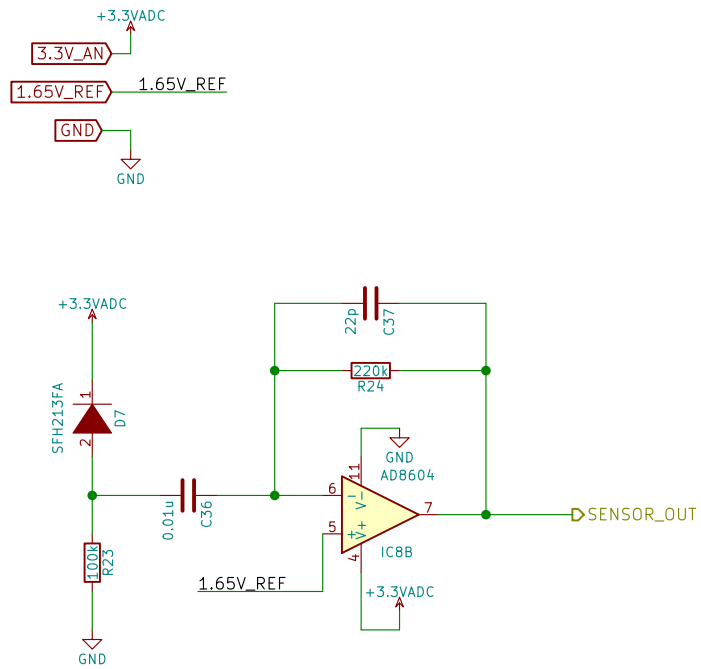 +3.3VADC
3.3V_AN
1.65V_REF
1.65V_REF
GND
GND
+3.3VADC
22p
C37
220k
R24
SFH213FA
1
2
D7
GND
AD8604
11
V-
6
-
7
5
+
V+
4
IC8B
SENSOR_OUT
0.01u
C36
100k
R23
1.65V_REF
+3.3VADC
GND